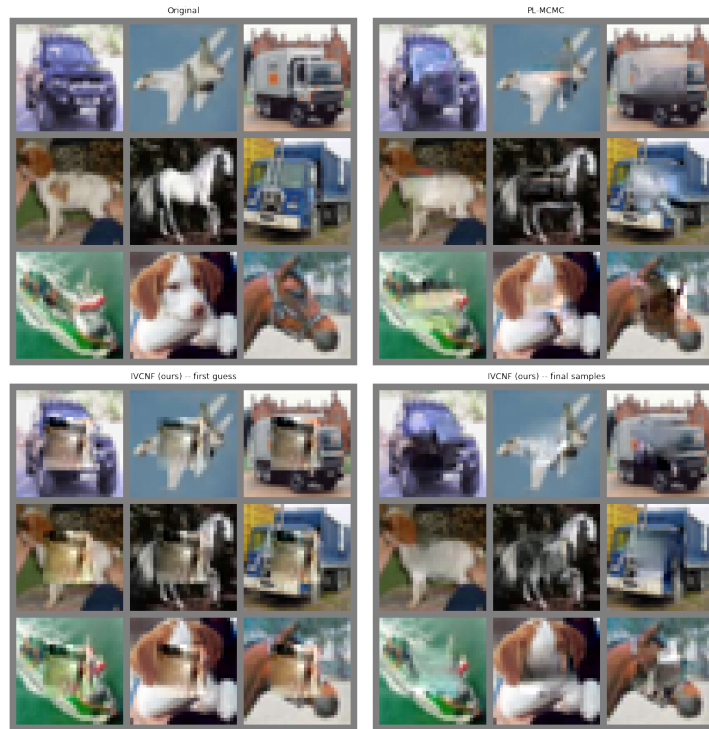 Original
PL MCMC
IVCNF (ours) -- first guess
IVCNF (ours) -- final samples